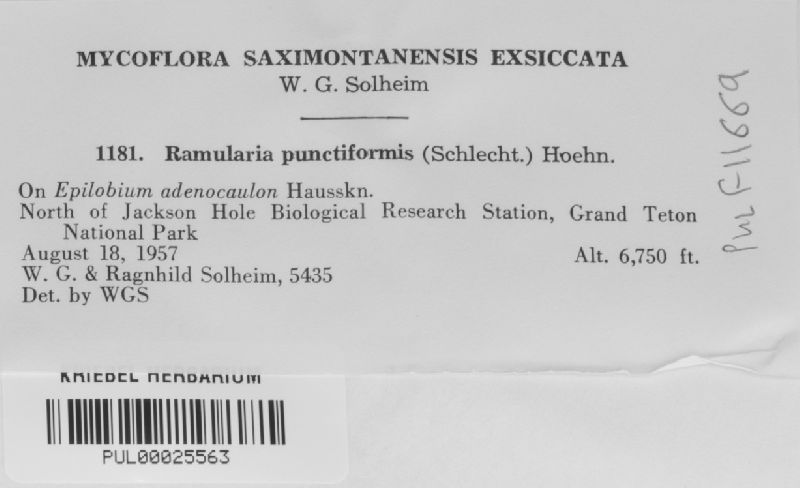 MYCOFLORA SAXIMONTANENSIS EXSICCATA
W. G. Solheim
1181. Ramularia punctiformis (Schlecht.) Hoehn.
On Epilobium adenocaulon Hausskn.
North of Jackson Hole Biological Research Station, Grand Teton
National Park
August 18, 1957 Alt. 6,750 ft.
W. G. & Ragnhild Solheim, 5435
Det. by WGS
PUL F-11669
KRIEBEL HERBARIUM
PUL00025563